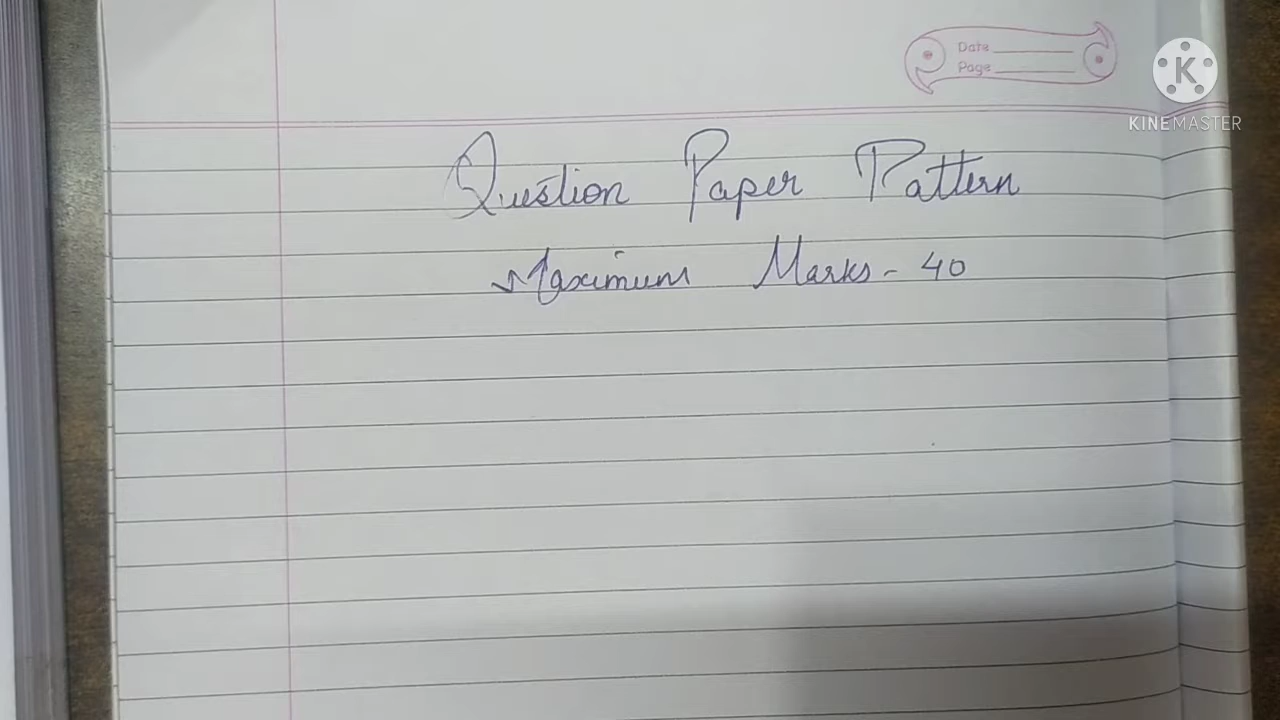 Date
Page
KINEMASTER
Question Paper Pattern
Maximum Marks - 40